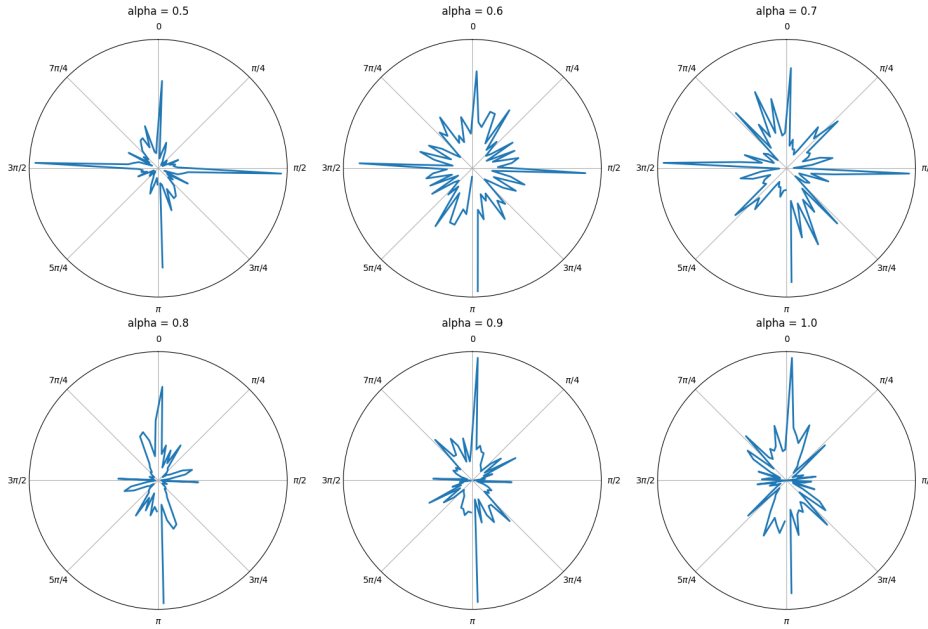 alpha = 0.5
0
π/4
π/2
3π/4
π
5π/4
3π/2
7π/4
alpha = 0.6
0
π/4
π/2
3π/4
π
5π/4
3π/2
7π/4
alpha = 0.7
0
π/4
3π/4
π
5π/4
3π/2
7π/4
alpha = 0.8
0
π/4
π/2
3π/4
π
5π/4
3π/2
7π/4
alpha = 0.9
0
π/4
π/2
3π/4
π
5π/4
3π/2
7π/4
alpha = 1.0
0
π/4
3π/4
π
5π/4
3π/2
7π/4